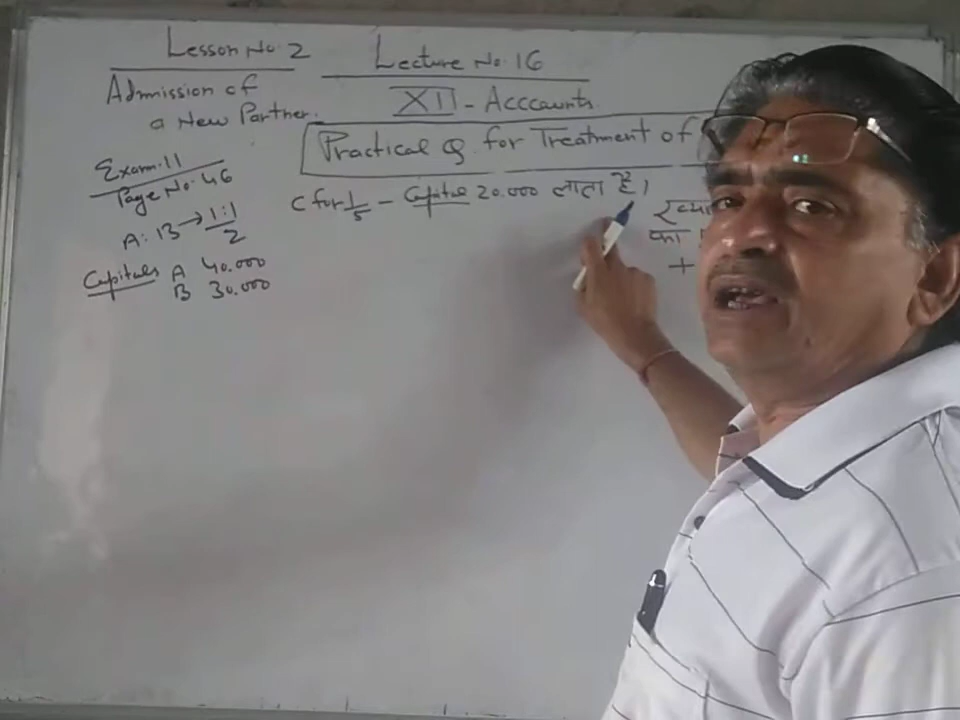 Lesson No. 2
Lecture No. 16
Admission of
a New Partner.
XII - Acccounts.
Practical Q. for Treatment of
Exam. 11
Page No. 46
C for 1/5 - Capital 20.000 लाता है।
A : B → 1:1
2
का
+
Capitals A 40.000
B 30.000